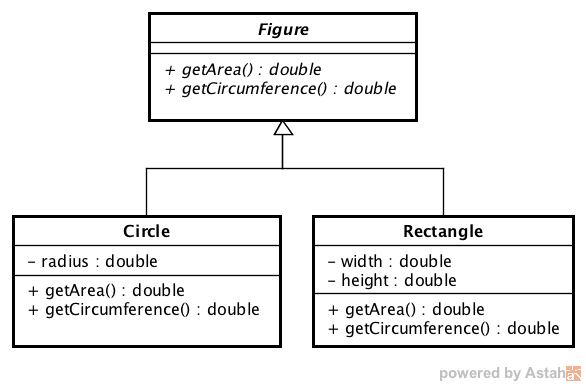 Figure
+ getArea() : double
+ getCircumference() : double
Circle
– radius : double
+ getArea() : double
+ getCircumference() : double
Rectangle
– width : double
– height : double
+ getArea() : double
+ getCircumference() : double
powered by Astah